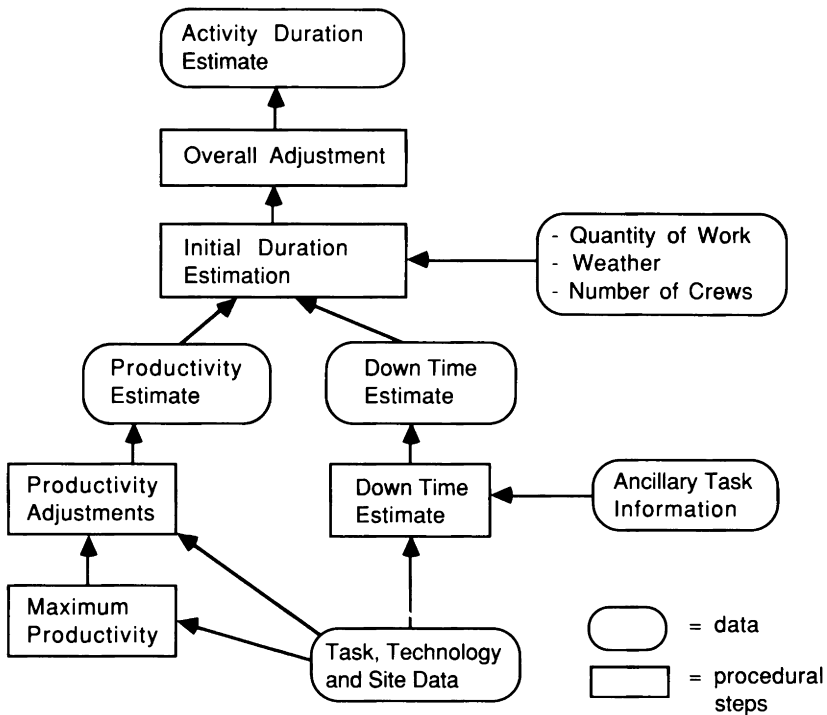 Activity Duration
Estimate
Overall Adjustment
Initial Duration
Estimation
- Quantity of Work
- Weather
- Number of Crews
Productivity
Estimate
Down Time
Estimate
Productivity
Adjustments
Down Time
Estimate
Ancillary Task
Information
Maximum
Productivity
Task, Technology
and Site Data
= data
= procedural
steps